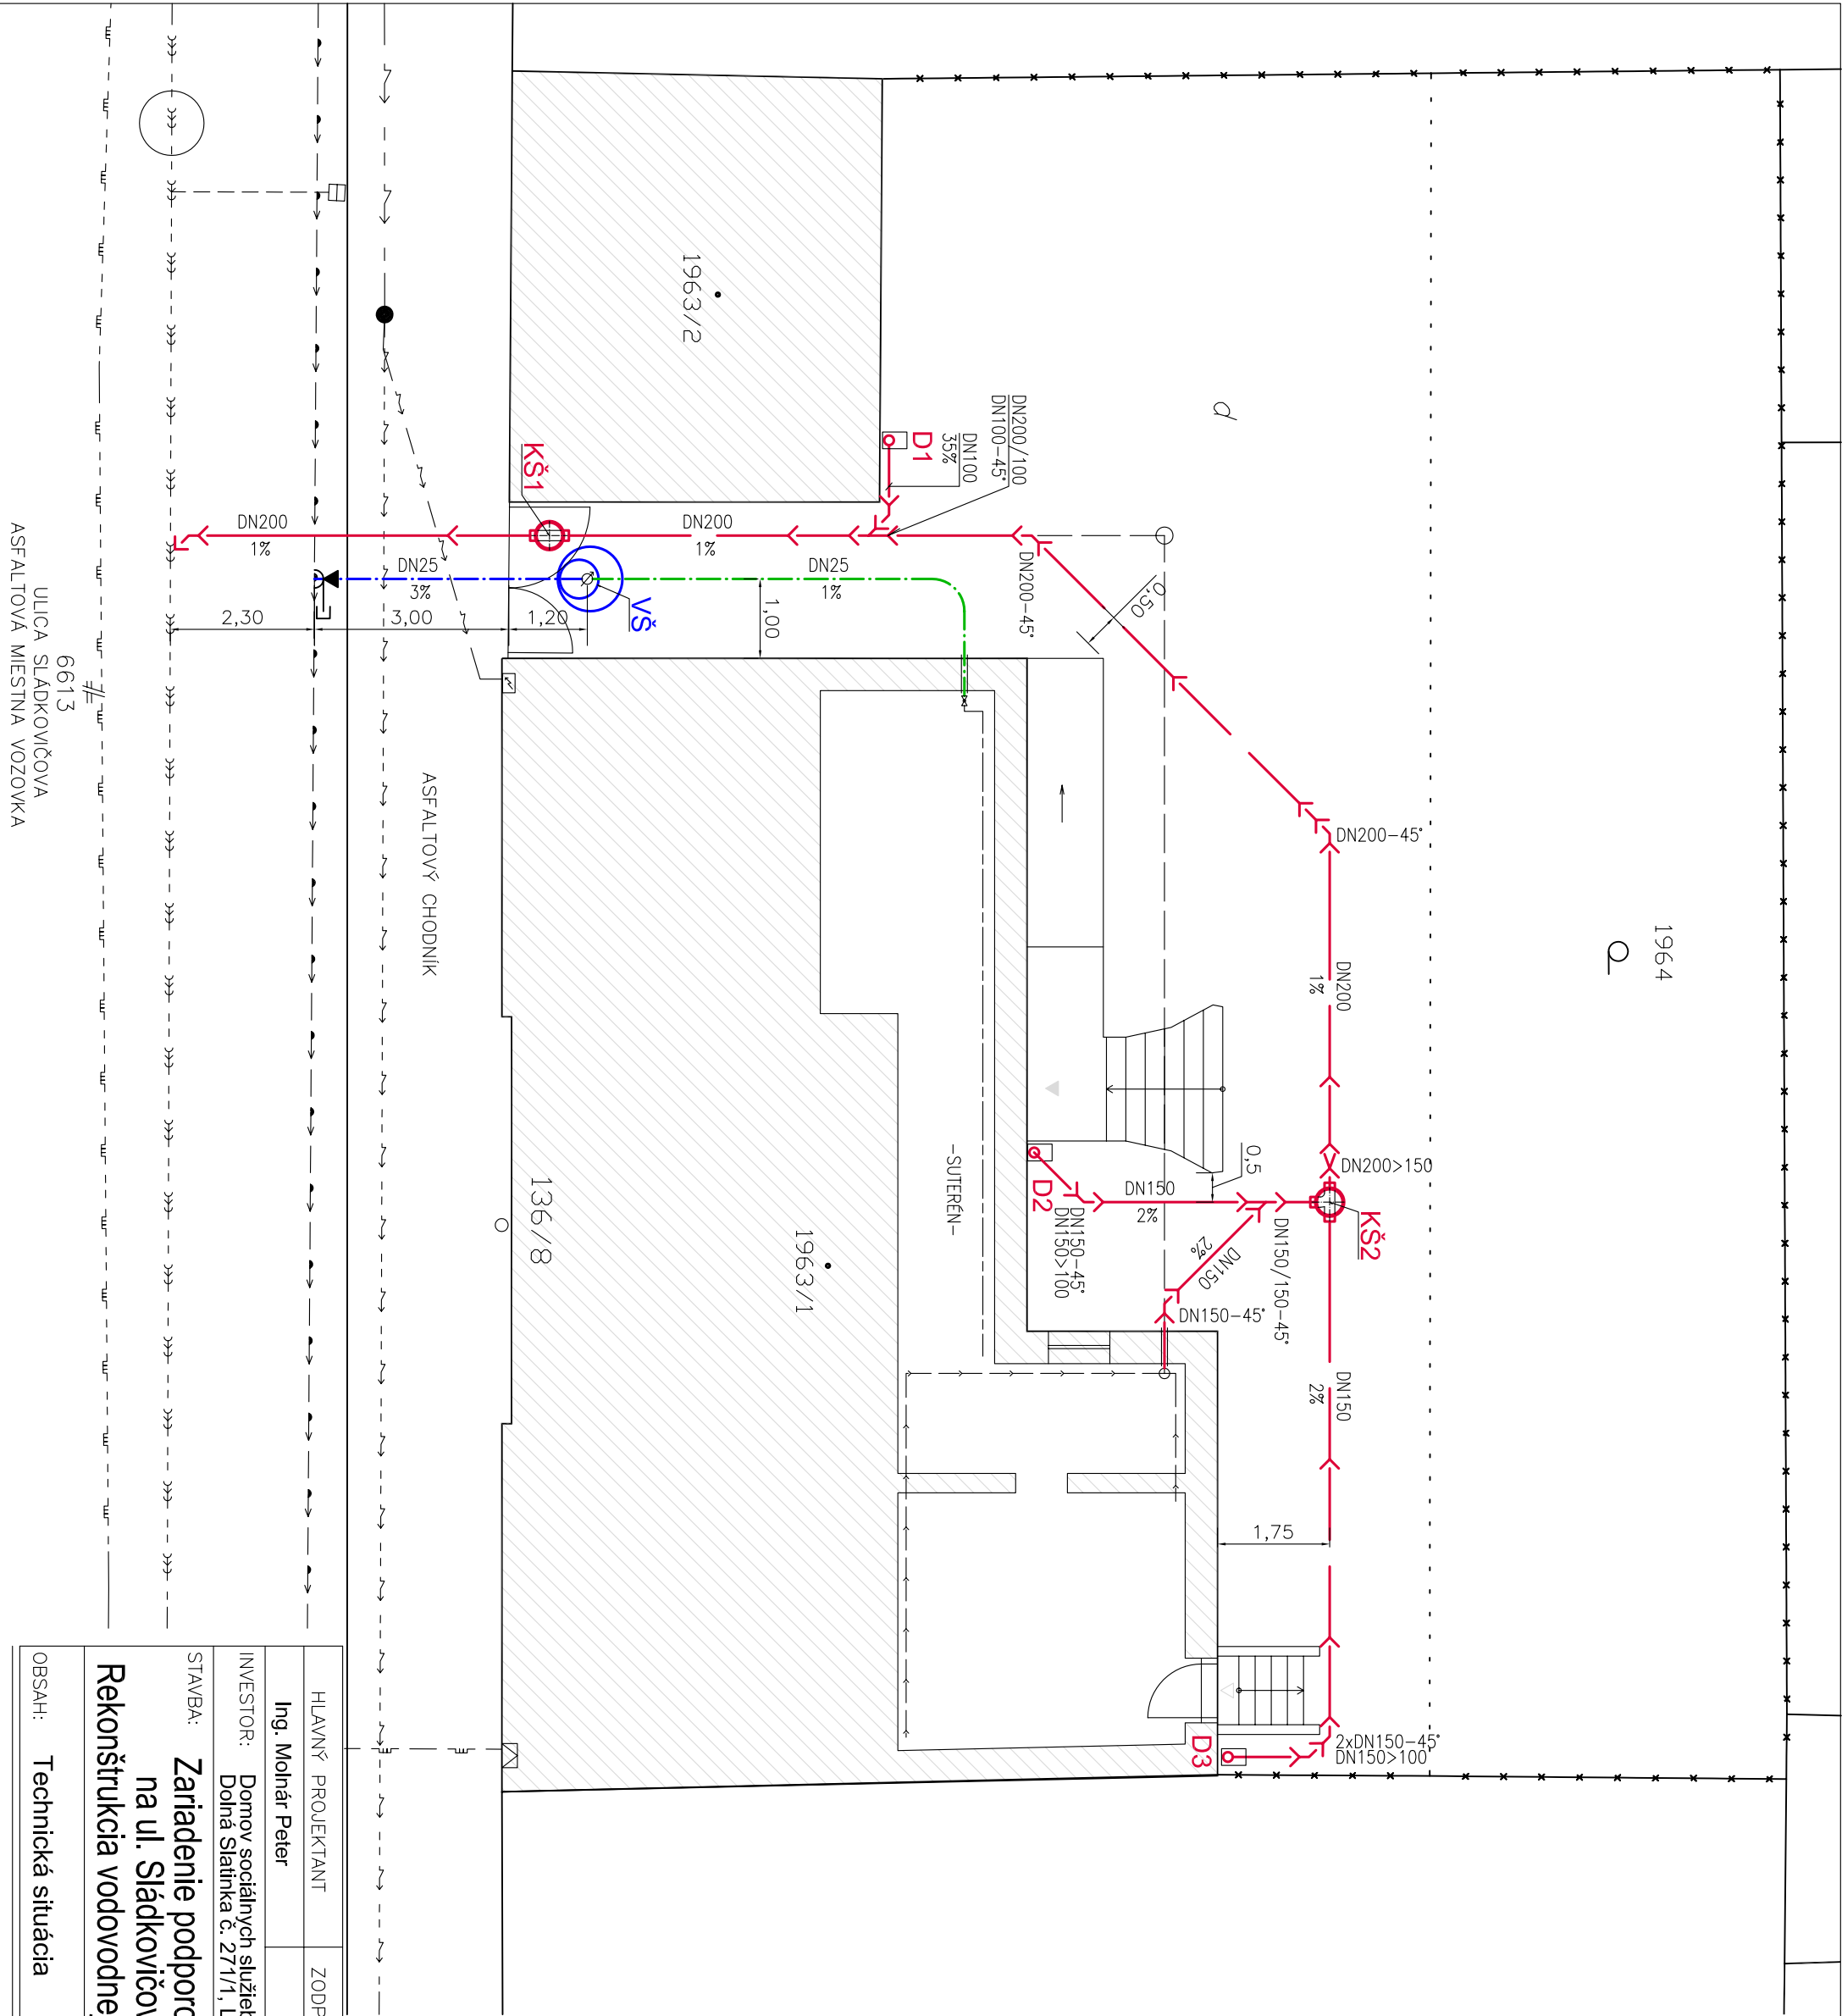 1964
d
KŠ2
DN200-45°
DN200
1%
DN200>150
DN150
2%
2xDN150-45°
DN150>100
0,50
0,5
DN150
2%
DN150/150-45°
DN150
2%
DN150-45°
DN150-45°
DN150>100
D2
1,75
D3
DN200/100
DN100-45°
DN100
35%
D1
DN200-45°
1963/2
KŠ1
DN200
1%
DN200
1%
DN25
3%
DN25
1%
VŠ
1,00
1,20
3,00
2,30
-SUTERÉN-
1963/1
136/8
ASFALTOVÝ CHODNÍK
6613
ULICA SLÁDKOVIČOVA
ASFALTOVÁ MIESTNA VOZOVKA
HLAVNÝ PROJEKTANT
Ing. Molnár Peter
INVESTOR: Domov sociálnych služieb
Dolná Slatinka č. 271/1, L
STAVBA: Zariadenie podporo
na ul. Sládkovičov
Rekonštrukcia vodovodne
OBSAH: Technická situácia